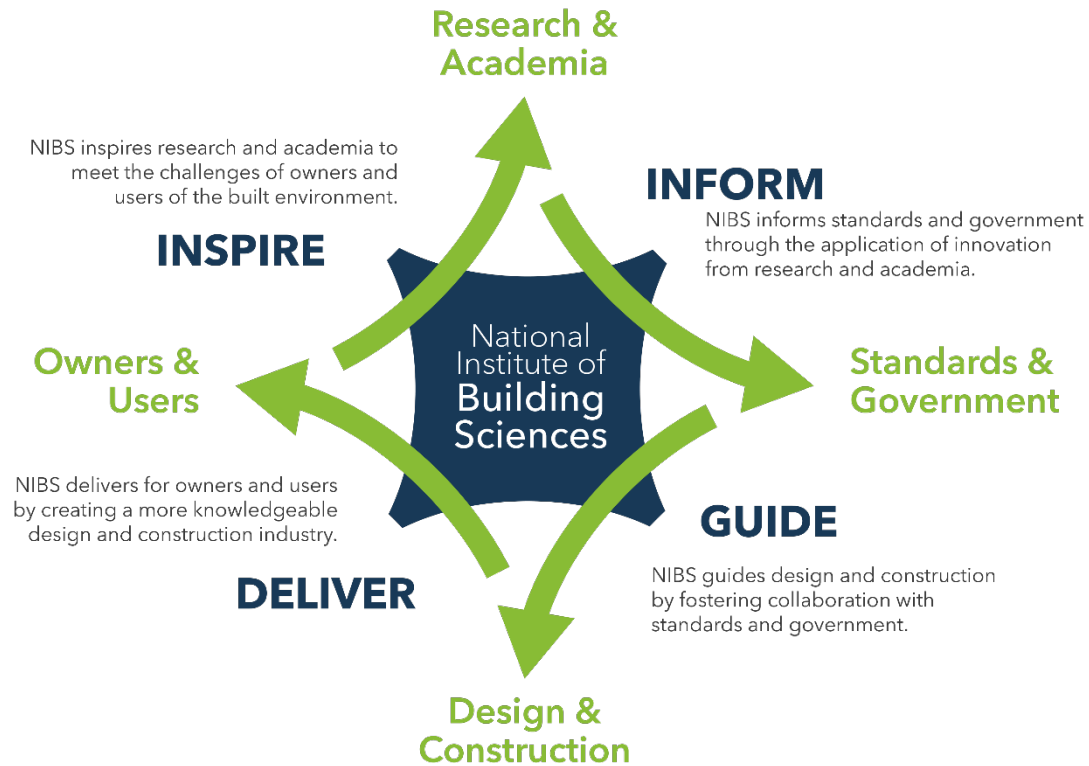 Research &
Academia
NIBS inspires research and academia to
meet the challenges of owners and
users of the built environment.
INSPIRE
INFORM
NIBS informs standards and government
through the application of innovation
from research and academia.
National
Institute of
Building
Sciences
Owners &
Users
Standards &
Government
NIBS delivers for owners and users
by creating a more knowledgeable
design and construction industry.
DELIVER
GUIDE
NIBS guides design and construction
by fostering collaboration with
standards and government.
Design &
Construction